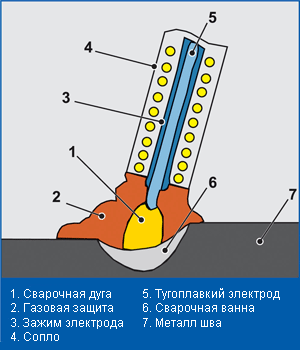 5
4
3
1
2
6
7
1. Сварочная дуга
2. Газовая защита
3. Зажим электрода
4. Сопло
5. Тугоплавкий электрод
6. Сварочная ванна
7. Металл шва